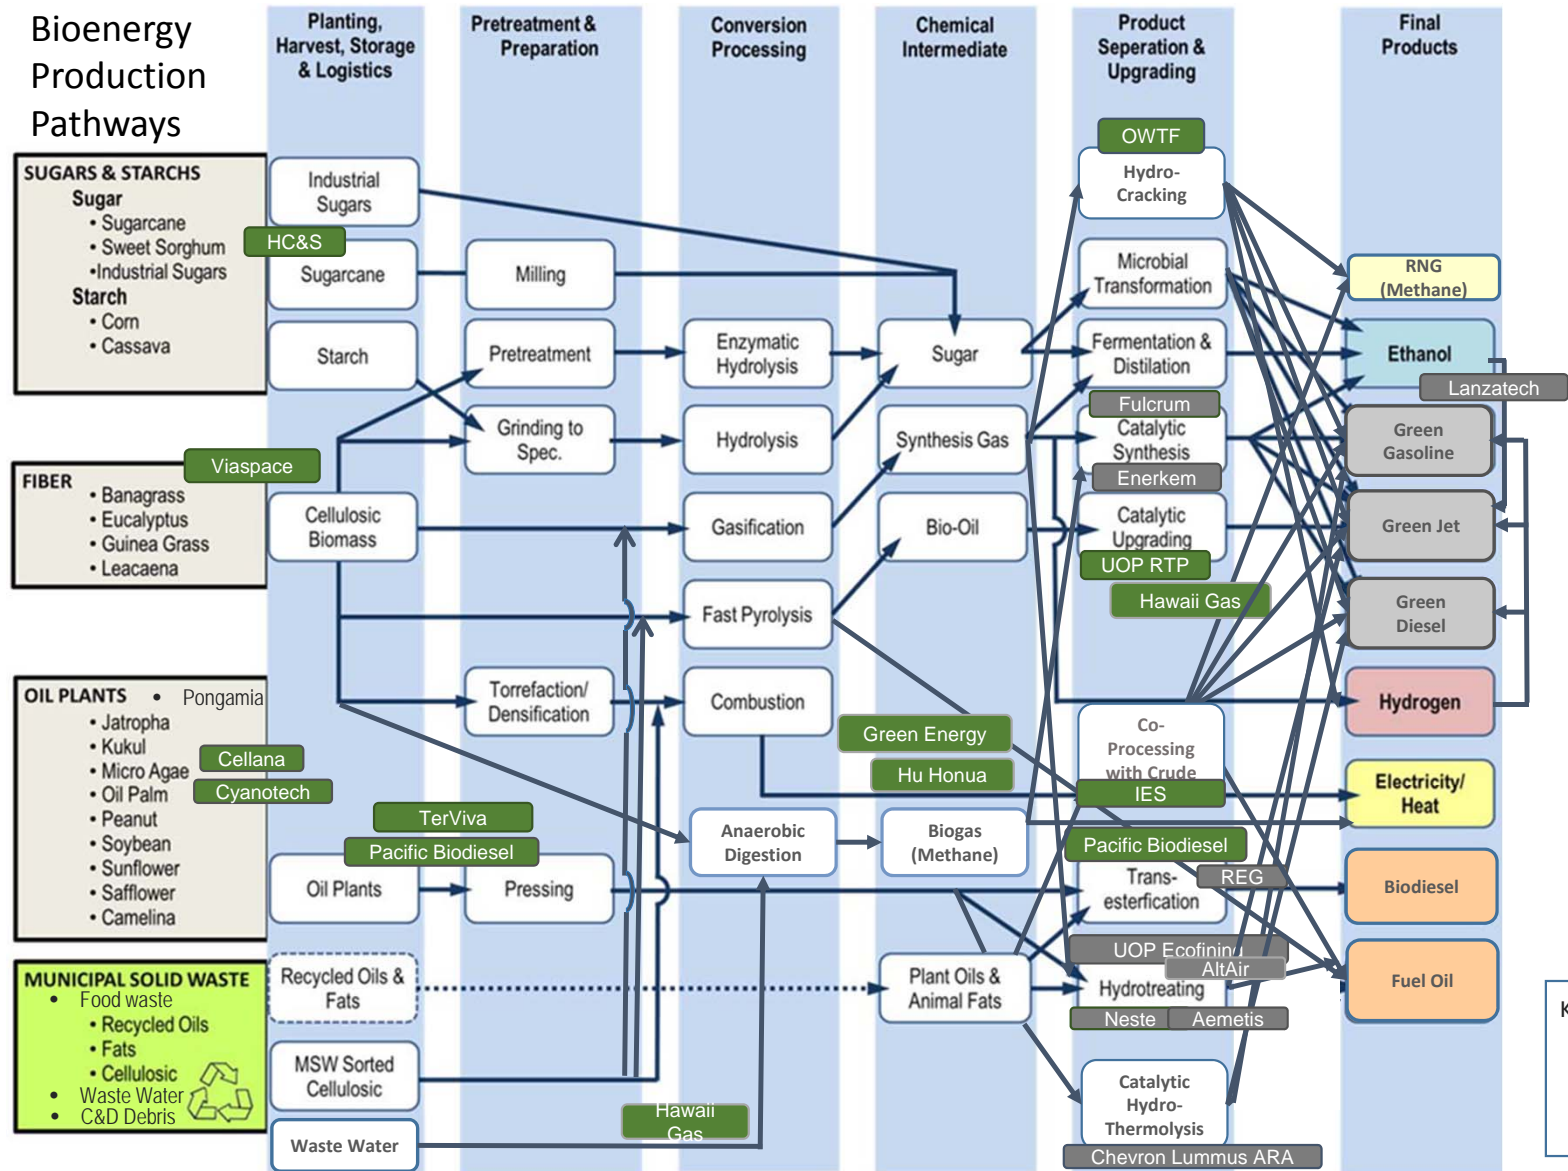 Bioenergy
Production
Pathways
Planting,
Harvest, Storage
& Logistics
Pretreatment &
Preparation
Conversion
Processing
Chemical
Intermediate
Product
Seperation &
Upgrading
Final
Products
SUGARS & STARCHS
Sugar
• Sugarcane
• Sweet Sorghum
•Industrial Sugars
Starch
• Corn
• Cassava
HC&S
FIBER
• Banagrass
• Eucalyptus
• Guinea Grass
• Leacaena
Viaspace
OIL PLANTS • Pongamia
• Jatropha
• Kukul
• Micro Agae
• Oil Palm
• Peanut
• Soybean
• Sunflower
• Safflower
• Camelina
Cellana
Cyanotech
MUNICIPAL SOLID WASTE
• Food waste
• Recycled Oils
• Fats
• Cellulosic
• Waste Water
• C&D Debris
Industrial
Sugars
Sugarcane
Starch
Cellulosic
Biomass
Oil Plants
Recycled Oils &
Fats
MSW Sorted
Cellulosic
Waste Water
Milling
Pretreatment
Grinding to
Spec.
Torrefaction/
Densification
TerViva
Pacific Biodiesel
Pressing
Enzymatic
Hydrolysis
Hydrolysis
Gasification
Fast Pyrolysis
Combustion
Anaerobic
Digestion
Hawaii
Gas
Sugar
Synthesis Gas
Bio-Oil
Green Energy
Hu Honua
Biogas
(Methane)
Plant Oils &
Animal Fats
OWTF
Hydro-
Cracking
Microbial
Transformation
Fermentation &
Distilation
Fulcrum
Catalytic
Synthesis
Enerkem
Catalytic
Upgrading
UOP RTP
Hawaii Gas
Co-
Processing
with Crude
IES
Pacific Biodiesel
REG
Trans-
esterfication
UOP Ecofining
AltAir
Hydrotreating
Neste
Aemetis
Catalytic
Hydro-
Thermolysis
Chevron Lummus ARA
RNG
(Methane)
Ethanol
Lanzatech
Green
Gasoline
Green Jet
Green
Diesel
Hydrogen
Electricity/
Heat
Biodiesel
Fuel Oil
K